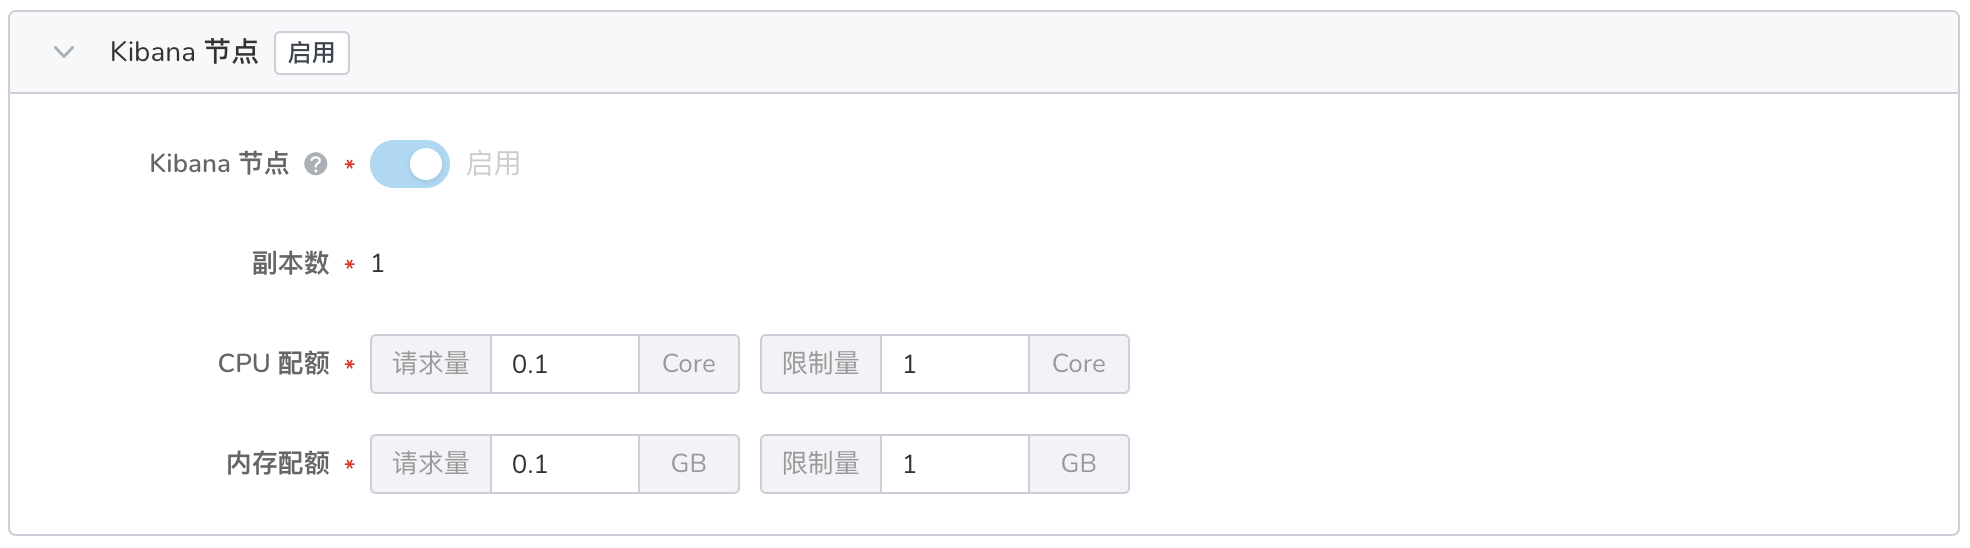 Kibana 节点 启用
Kibana 节点 ? * 启用
副本数 * 1
CPU 配额 * 请求量 0.1 Core 限制量 1 Core
内存配额 * 请求量 0.1 GB 限制量 1 GB